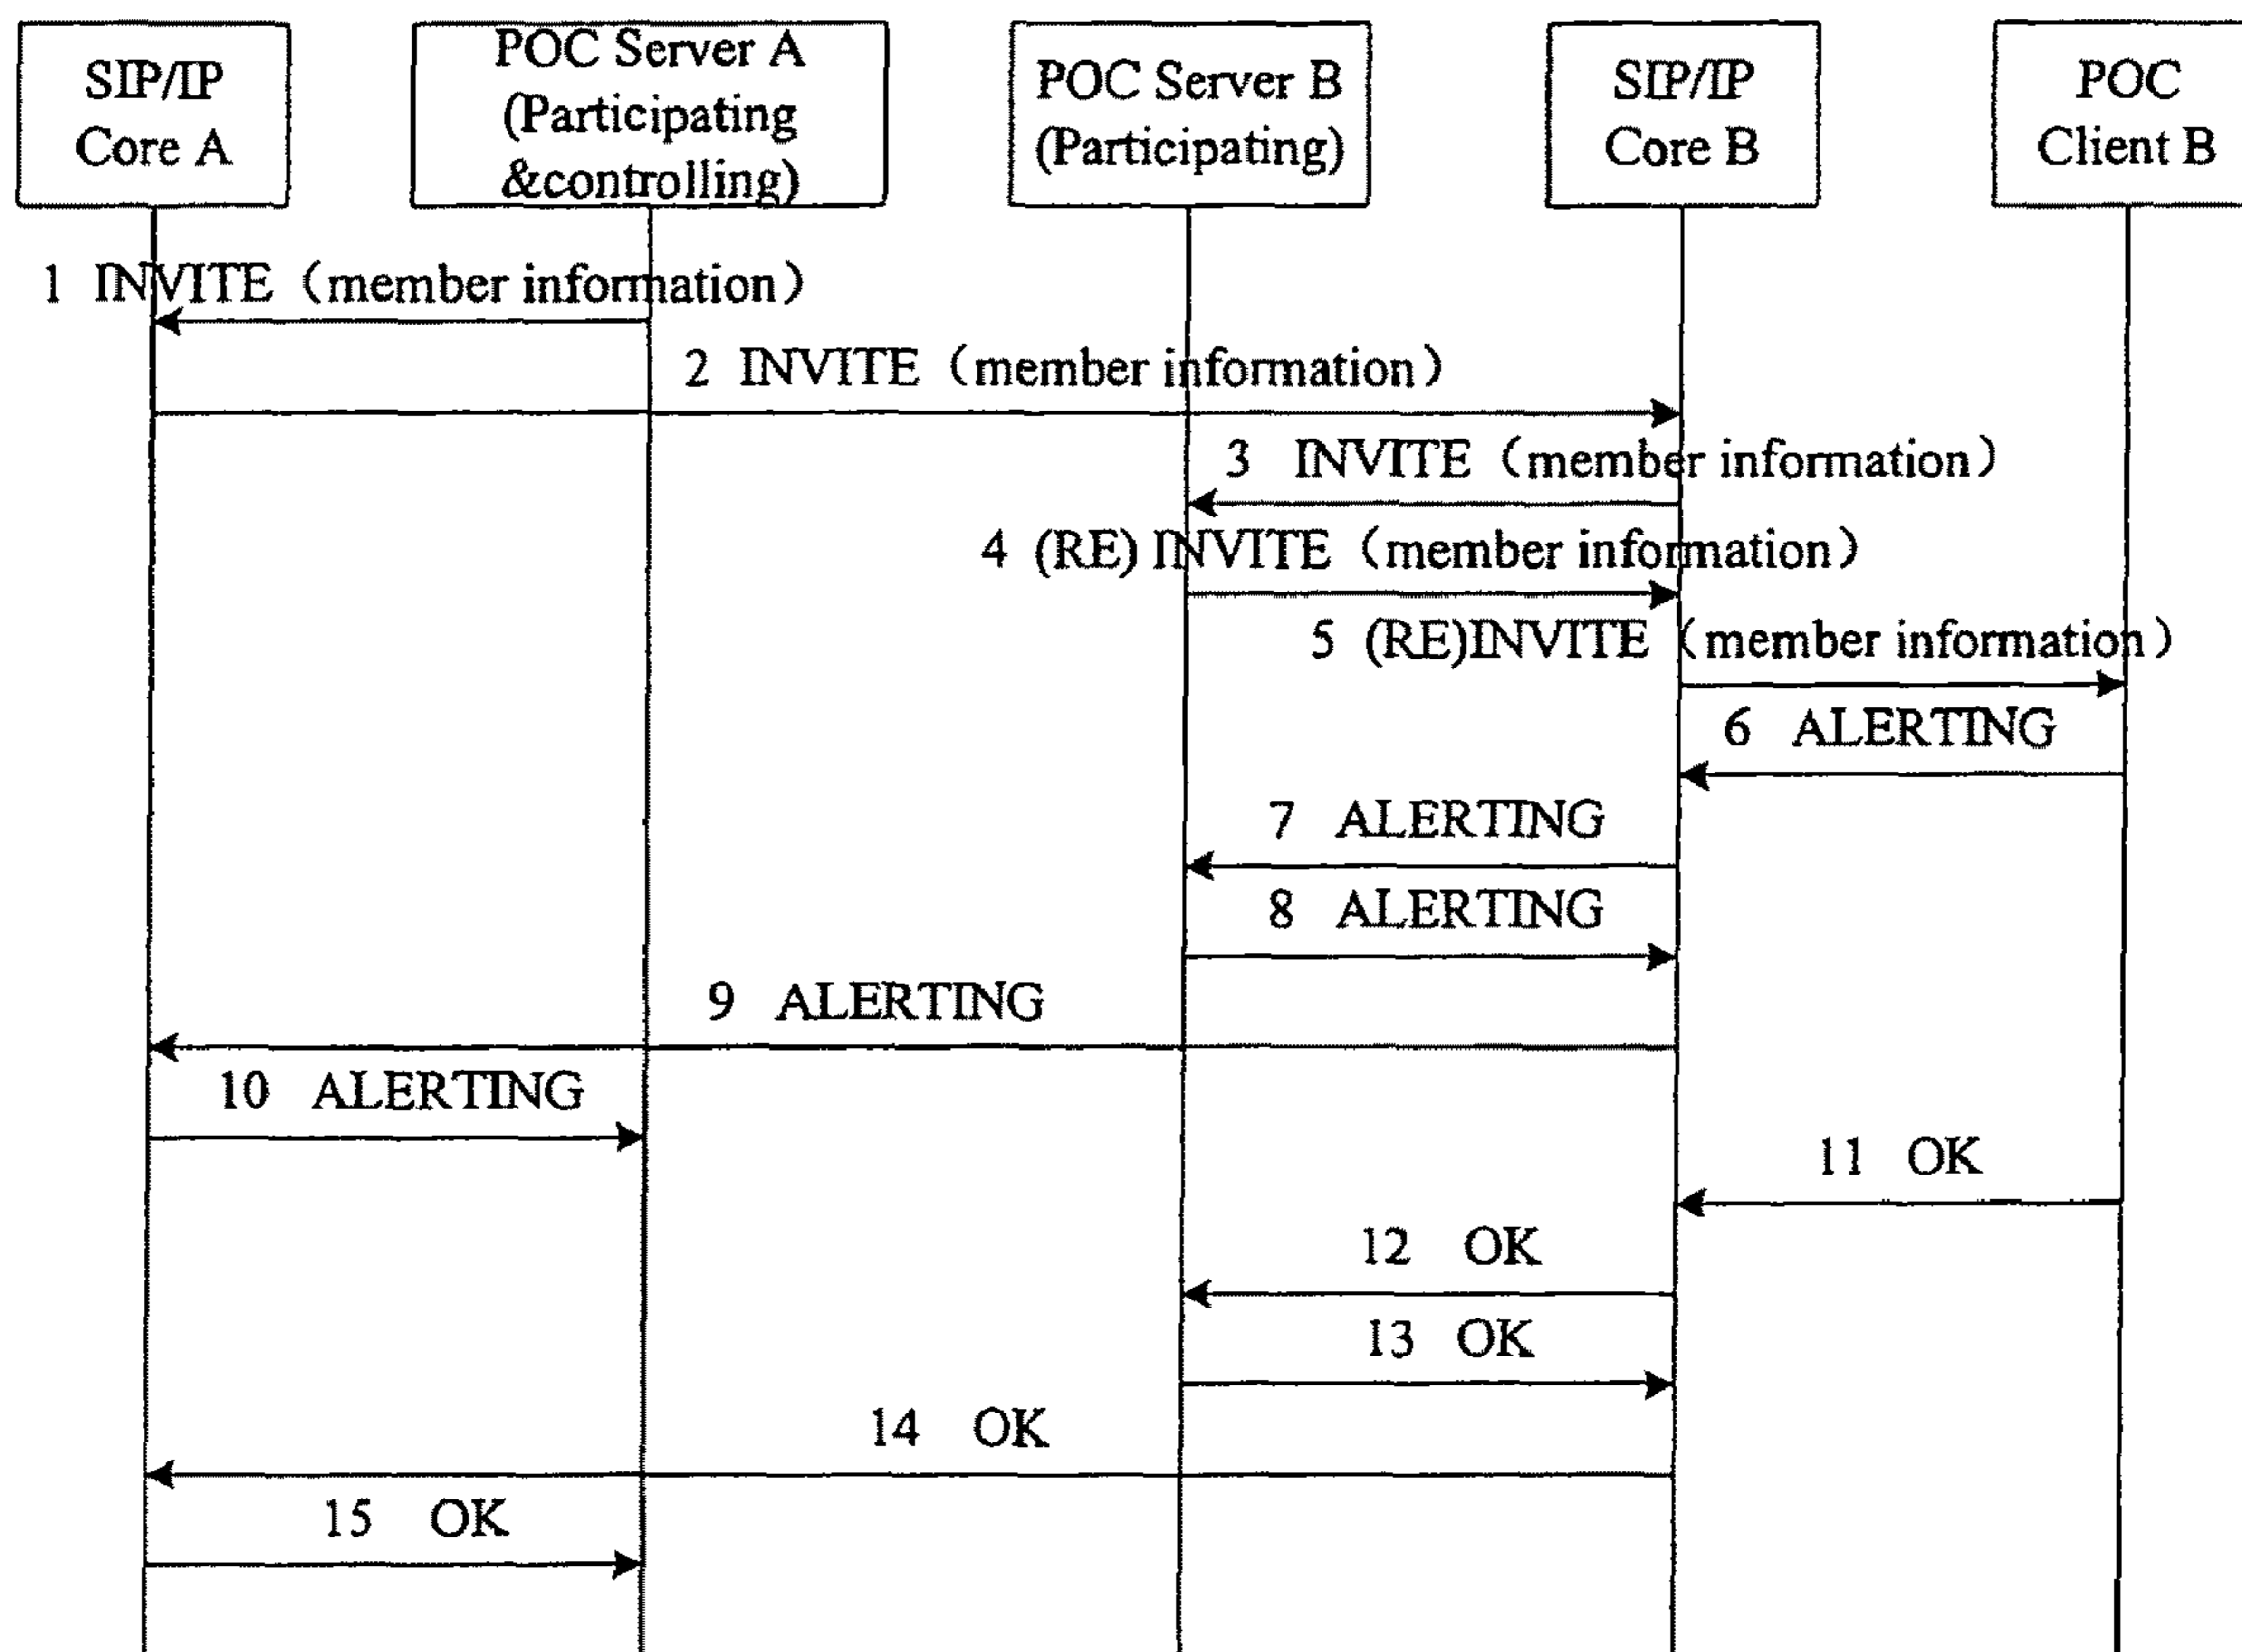 SIP/IP
Core A
POC Server A
(Participating
&controlling)
POC Server B
(Participating)
SIP/IP
Core B
POC
Client B
1 INVITE（member information）
2 INVITE（member information）
3 INVITE（member information）
4 (RE) INVITE（member information）
5 (RE)INVITE（member information）
6 ALERTING
7 ALERTING
8 ALERTING
9 ALERTING
10 ALERTING
11 OK
12 OK
13 OK
14 OK
15 OK